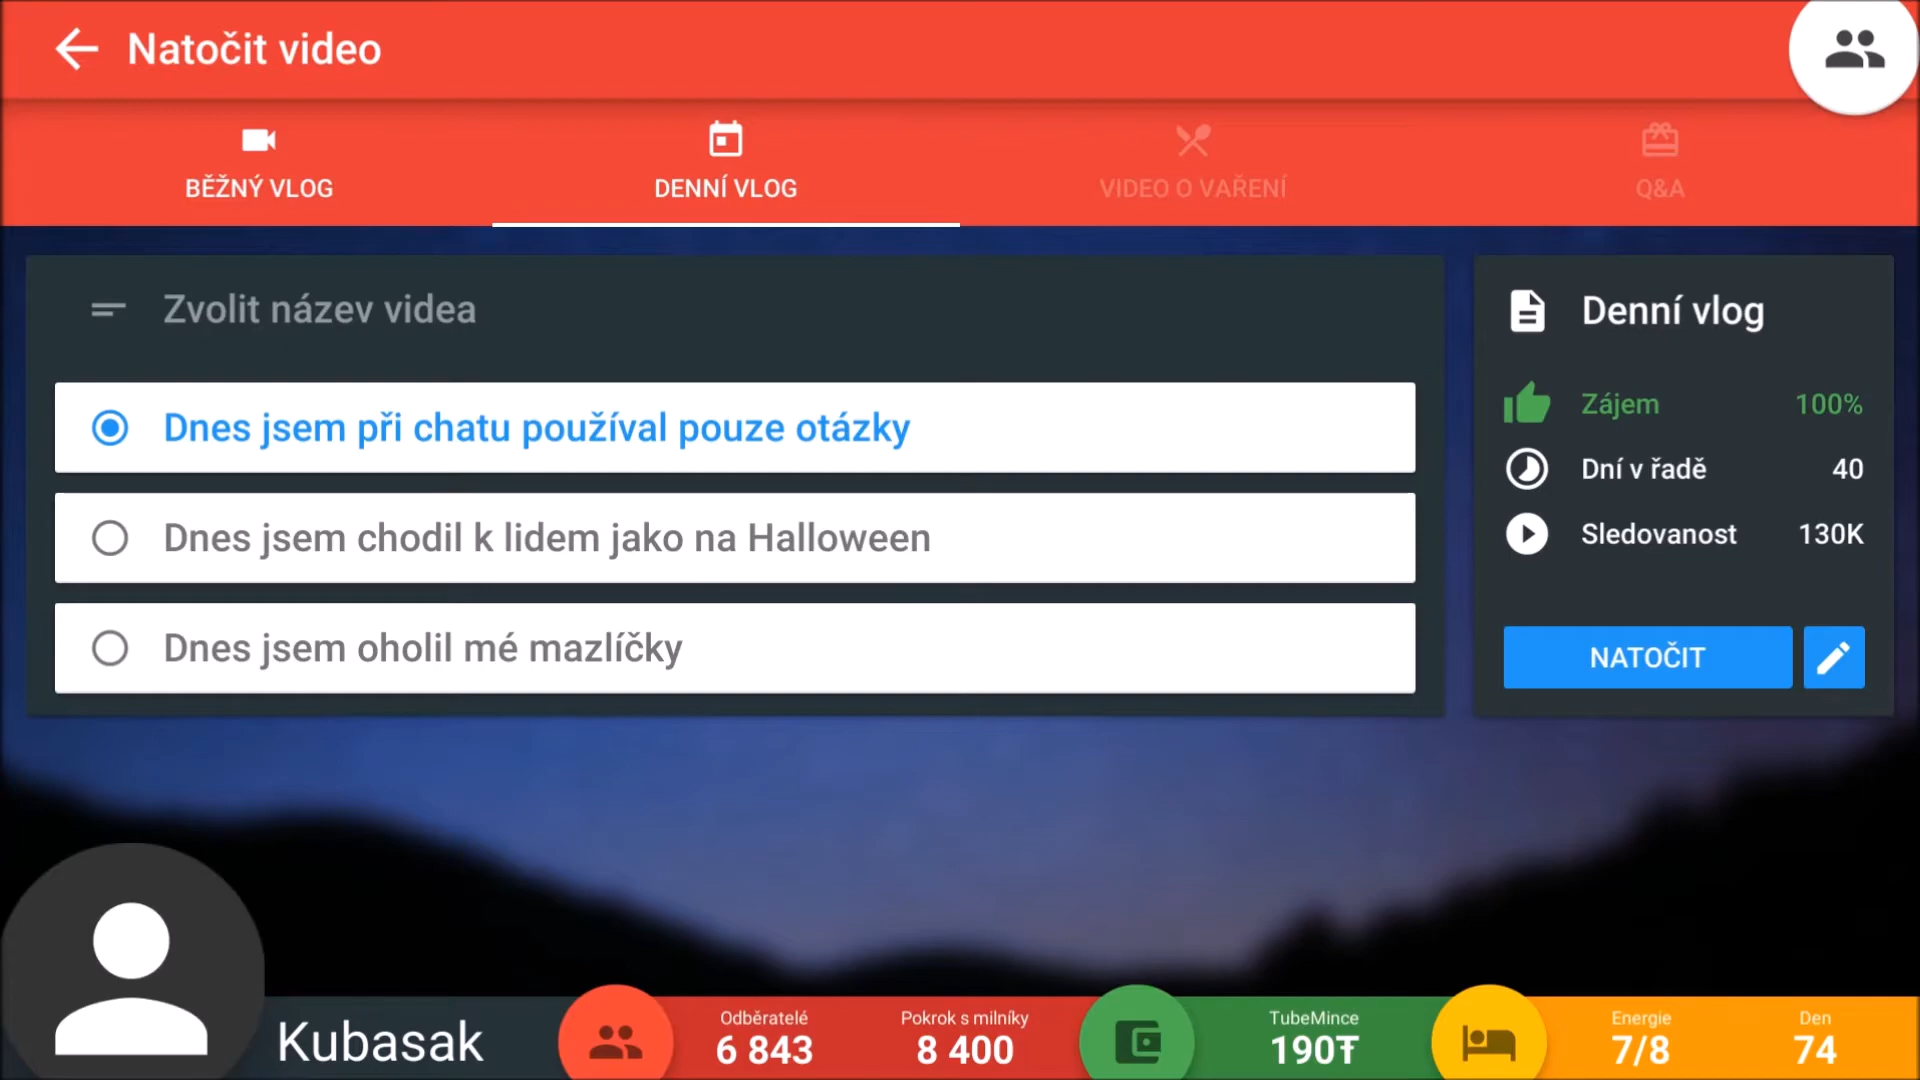 Natočit video
BĚŽNÝ VLOG
DENNÍ VLOG
VIDEO O VAŘENÍ
Q&A
Zvolit název videa
Dnes jsem při chatu používal pouze otázky
Dnes jsem chodil k lidem jako na Halloween
Dnes jsem oholil mé mazlíčky
Denní vlog
Zájem 100%
Dní v řadě 40
Sledovanost 130K
NATOČIT
Kubasak
Odběratelé
6 843
Pokrok s milníky
8 400
TubeMince
190Ŧ
Energie
7/8
Den
74